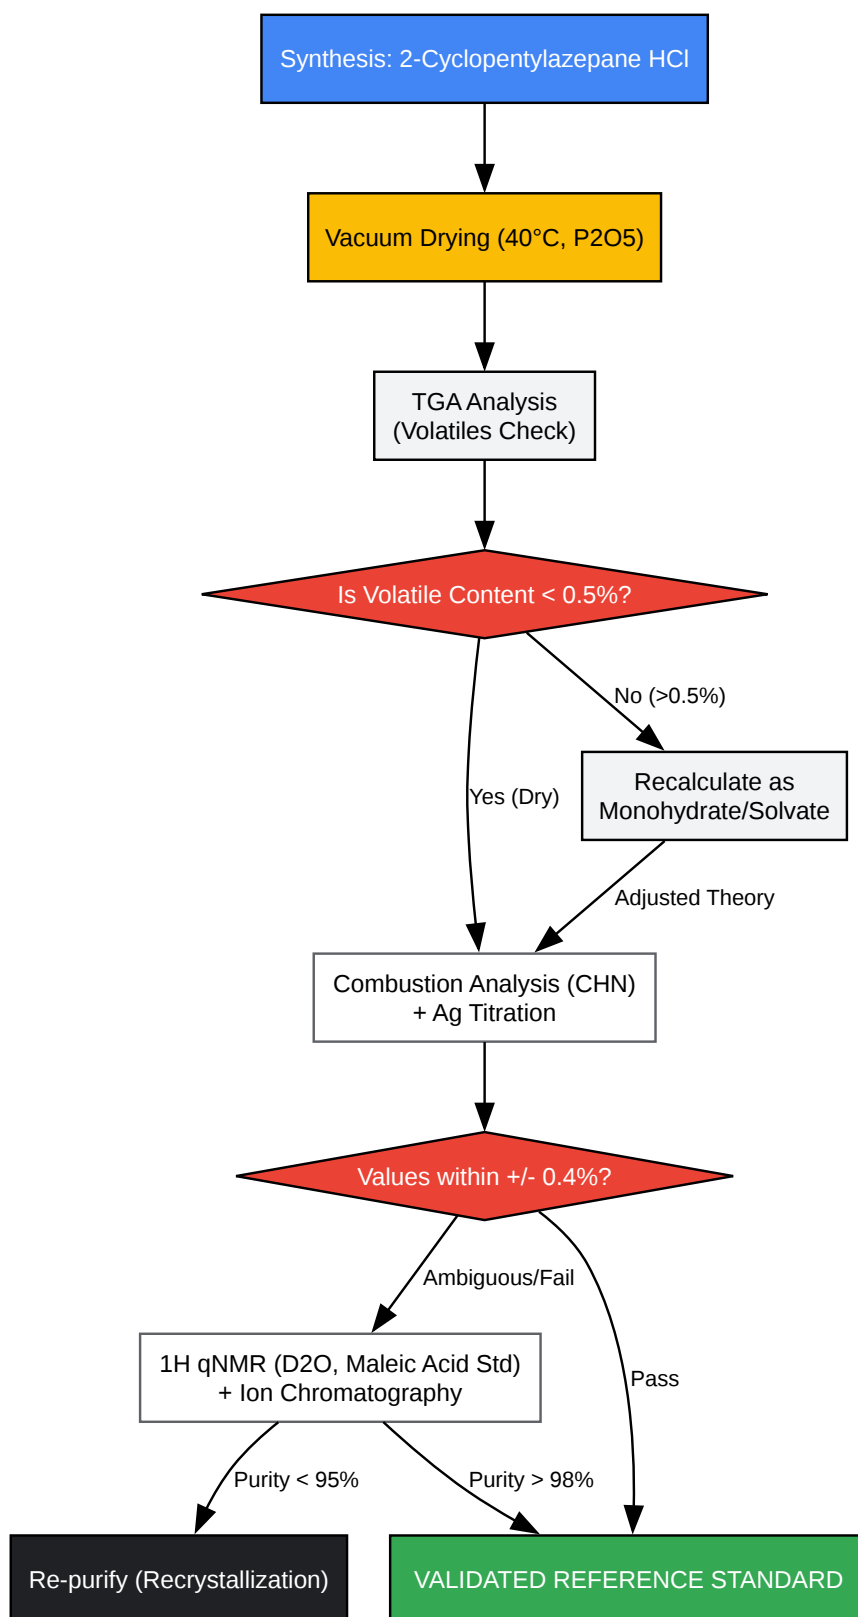 Synthesis: 2-Cyclopentylazepane HCl
Vacuum Drying (40°C, P2O5)
TGA Analysis
(Volatiles Check)
Is Volatile Content < 0.5%?
No (>0.5%)
Recalculate as
Monohydrate/Solvate
Yes (Dry)
Adjusted Theory
Combustion Analysis (CHN)
+ Ag Titration
Values within +/- 0.4%?
Ambiguous/Fail
1H qNMR (D2O, Maleic Acid Std)
+ Ion Chromatography
Pass
Purity < 95%
Purity > 98%
Re-purify (Recrystallization)
VALIDATED REFERENCE STANDARD